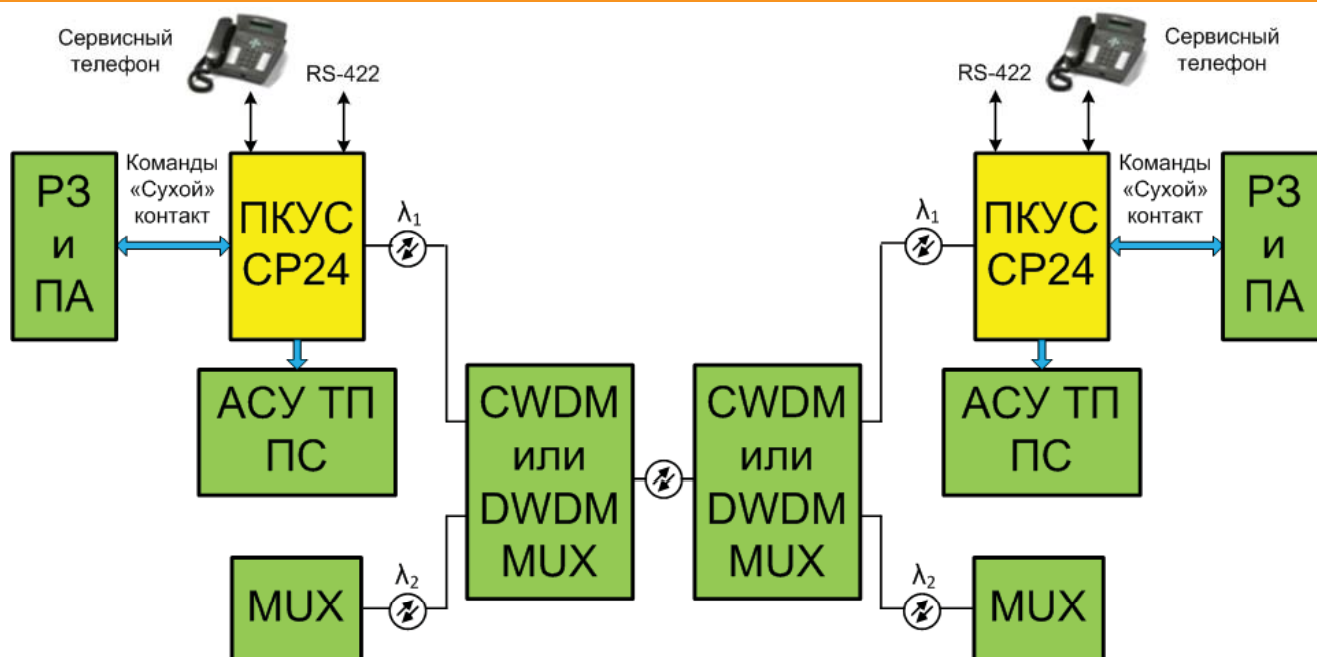 Сервисный
телефон
RS-422
RS-422
Сервисный
телефон
РЗ
и
ПА
Команды
«Сухой»
контакт
ПКУС
СР24
λ₁
λ₁
ПКУС
СР24
Команды
«Сухой»
контакт
РЗ
и
ПА
АСУ ТП
ПС
CWDM
или
DWDM
MUX
CWDM
или
DWDM
MUX
АСУ ТП
ПС
MUX
λ₂
λ₂
MUX